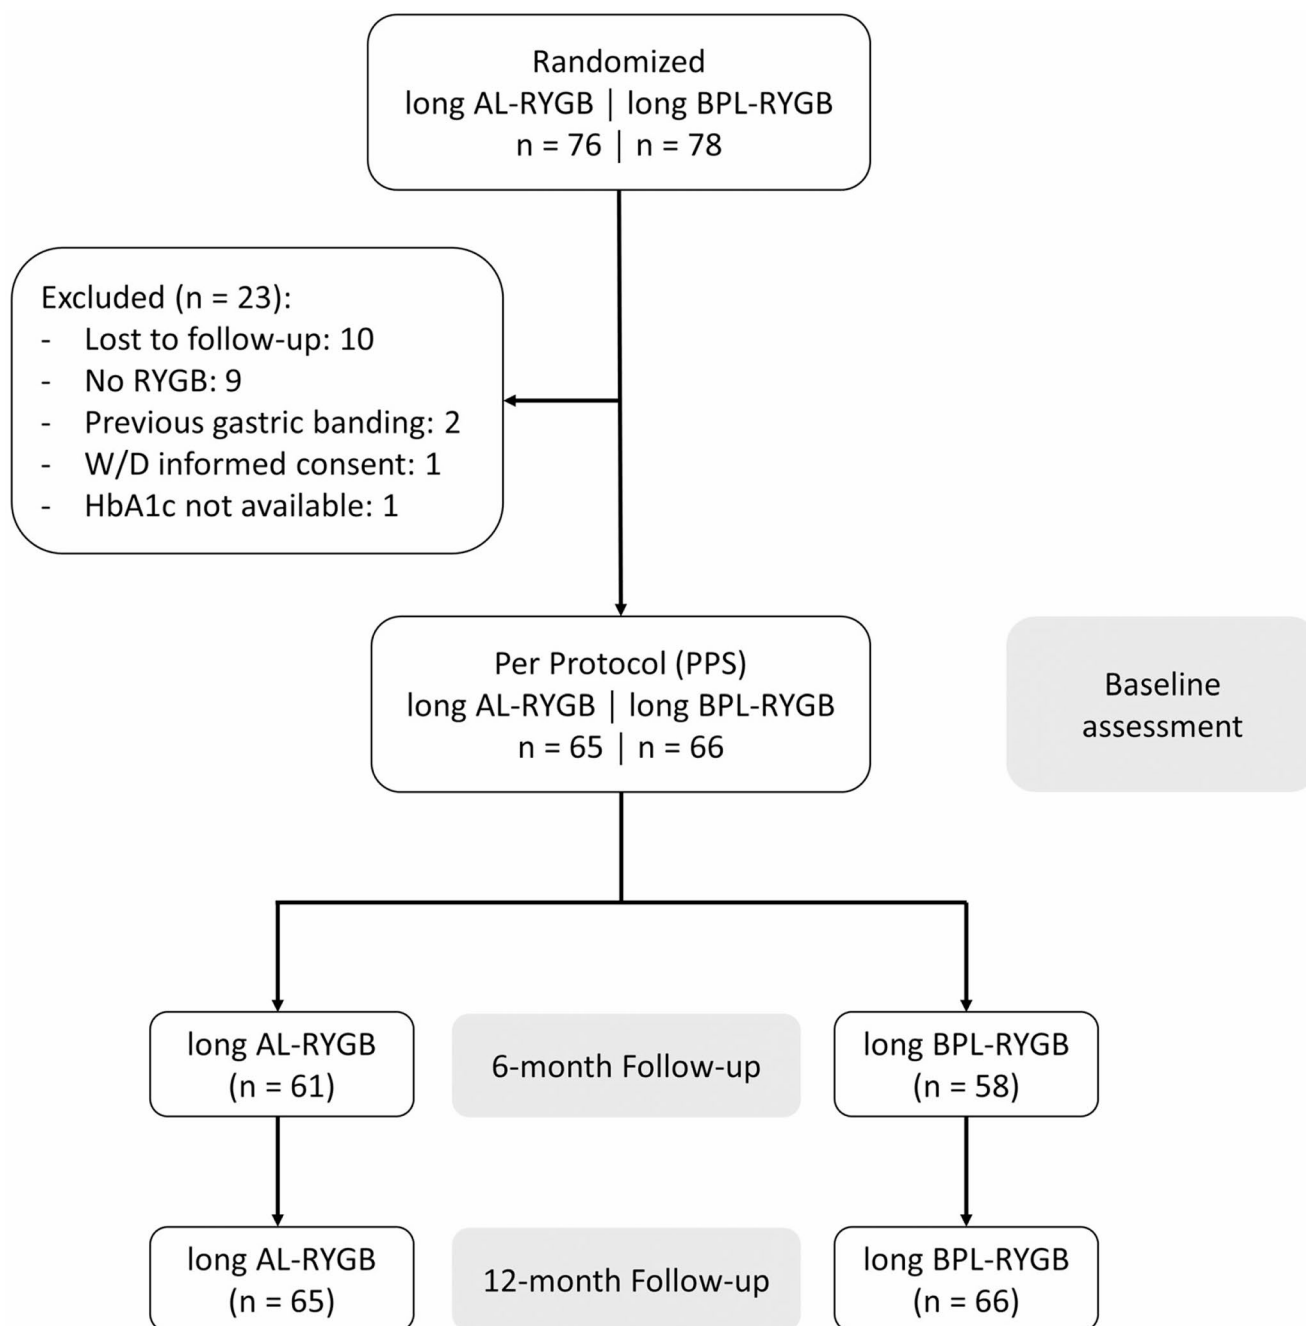 Randomized
long AL-RYGB | long BPL-RYGB
n = 76 | n = 78
Excluded (n = 23):
- Lost to follow-up: 10
- No RYGB: 9
- Previous gastric banding: 2
- W/D informed consent: 1
- HbA1c not available: 1
Per Protocol (PPS)
long AL-RYGB | long BPL-RYGB
n = 65 | n = 66
Baseline
assessment
long AL-RYGB
(n = 61)
6-month Follow-up
long BPL-RYGB
(n = 58)
long AL-RYGB
(n = 65)
12-month Follow-up
long BPL-RYGB
(n = 66)